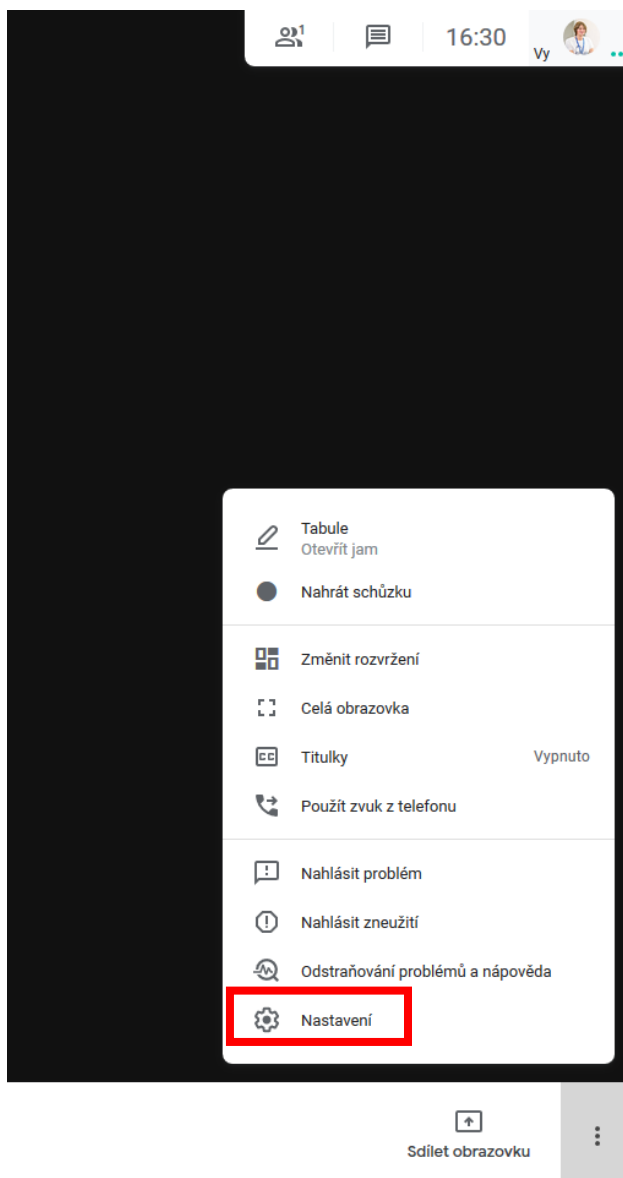 1
16:30
Vy
Tabule
Otevřít jam
Nahrát schůzku
Změnit rozvržení
Celá obrazovka
CC
Titulky
Vypnuto
Použít zvuk z telefonu
Nahlásit problém
Nahlásit zneužití
Odstraňování problémů a nápověda
Nastavení
Sdílet obrazovku